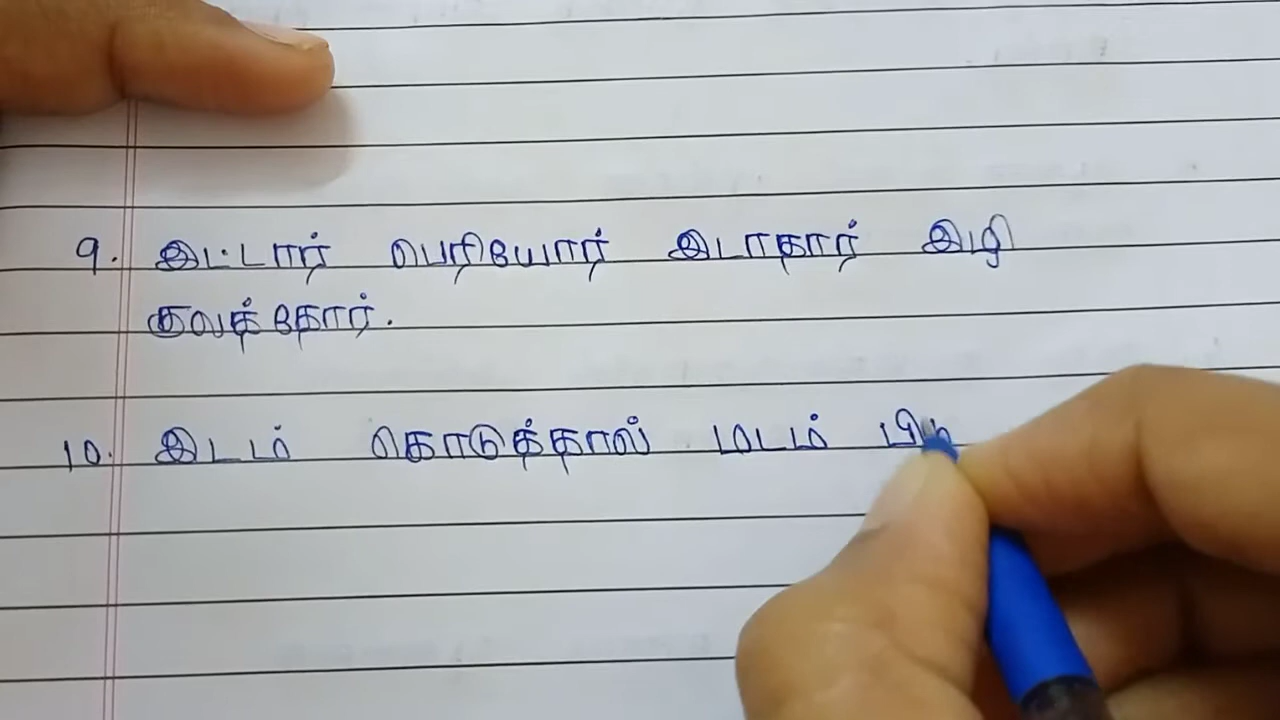 9. இட்டார் பெரியோர் இடாதார் இழி
குலத்தோர்.
10. இடம் கொடுத்தால் மடம்